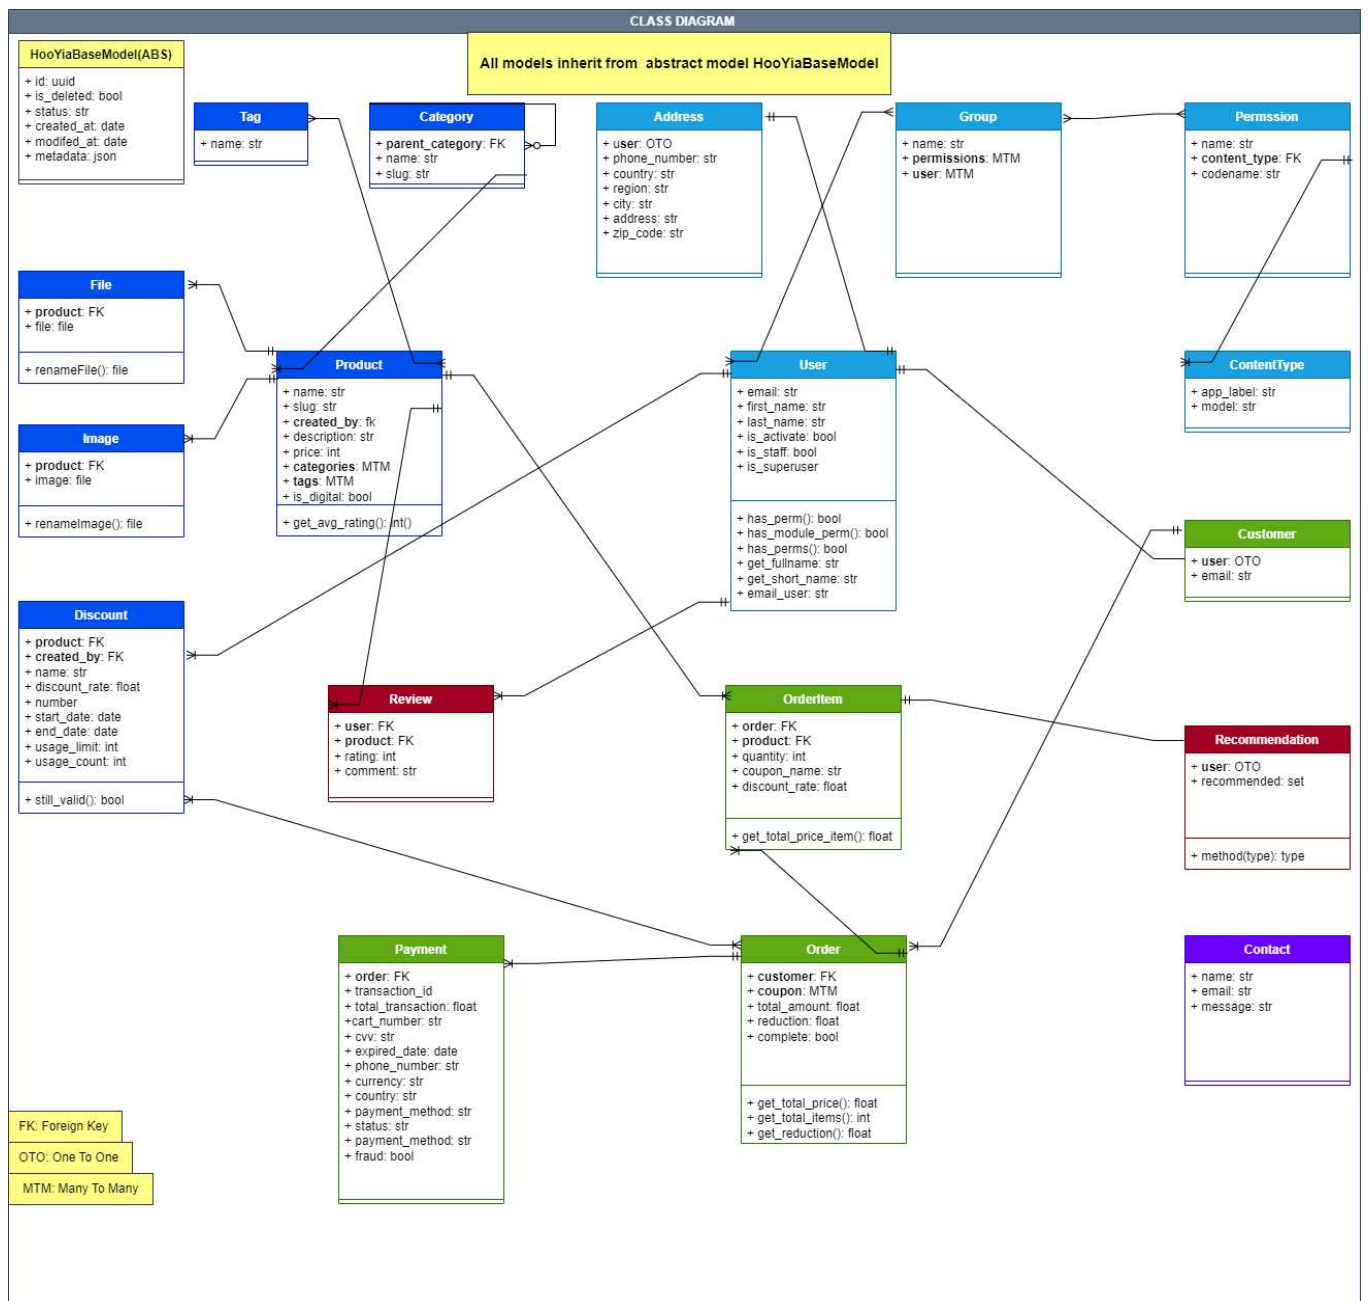 CLASS DIAGRAM
HooYiaBaseModel(ABS)
+ id: uuid
+ is_deleted: bool
+ status: str
+ created_at: date
+ modifed_at: date
+ metadata: json
All models inherit from abstract model HooYiaBaseModel
Tag
+ name: str
Category
+ parent_category: FK
+ name: str
+ slug: str
Address
+ user: OTO
+ phone_number: str
+ country: str
+ region: str
+ city: str
+ address: str
+ zip_code: str
Group
+ name: str
+ permissions: MTM
+ user: MTM
Permssion
+ name: str
+ content_type: FK
+ codename: str
File
+ product: FK
+ file: file
+ renameFile(): file
Product
+ name: str
+ slug: str
+ created_by: fk
+ description: str
+ price: int
+ categories: MTM
+ tags: MTM
+ is_digital: bool
+ get_avg_rating(): int()
User
+ email: str
+ first_name: str
+ last_name: str
+ is_activate: bool
+ is_staff: bool
+ is_superuser
+ has_perm(): bool
+ has_module_perm(): bool
+ has_perms(): bool
+ get_fullname: str
+ get_short_name: str
+ email_user: str
ContentType
+ app_label: str
+ model: str
Image
+ product: FK
+ image: file
+ renameImage(): file
Customer
+ user: OTO
+ email: str
Discount
+ product: FK
+ created_by: FK
+ name: str
+ discount_rate: float
+ number
+ start_date: date
+ end_date: date
+ usage_limit: int
+ usage_count: int
+ still_valid(): bool
Review
+ user: FK
+ product: FK
+ rating: int
+ comment: str
OrderItem
+ order: FK
+ product: FK
+ quantity: int
+ coupon_name: str
+ discount_rate: float
+ get_total_price_item(): float
Recommendation
+ user: OTO
+ recommended: set
+ method(type): type
Payment
+ order: FK
+ transaction_id
+ total_transaction: float
+cart_number: str
+ cvv: str
+ expired_date: date
+ phone_number: str
+ currency: str
+ country: str
+ payment_method: str
+ status: str
+ payment_method: str
+ fraud: bool
Order
+ customer: FK
+ coupon: MTM
+ total_amount: float
+ reduction: float
+ complete: bool
+ get_total_price(): float
+ get_total_items(): int
+ get_reduction(): float
Contact
+ name: str
+ email: str
+ message: str
FK: Foreign Key
OTO: One To One
MTM: Many To Many